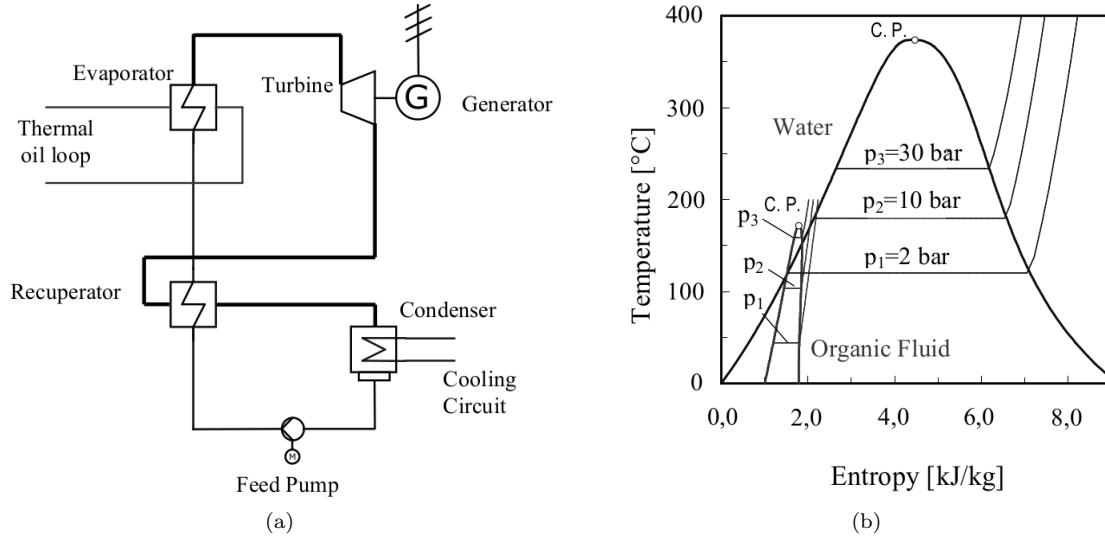 Evaporator
Thermal
oil loop
Turbine
G
Generator
Recuperator
Condenser
Cooling
Circuit
M
Feed Pump
(a)
Temperature [°C]
400
300
200
100
0
C. P.
Water
p₃=30 bar
p₂=10 bar
p₁=2 bar
C. P.
p₃
p₂
p₁
Organic Fluid
0,0 2,0 4,0 6,0 8,0
Entropy [kJ/kg]
(b)